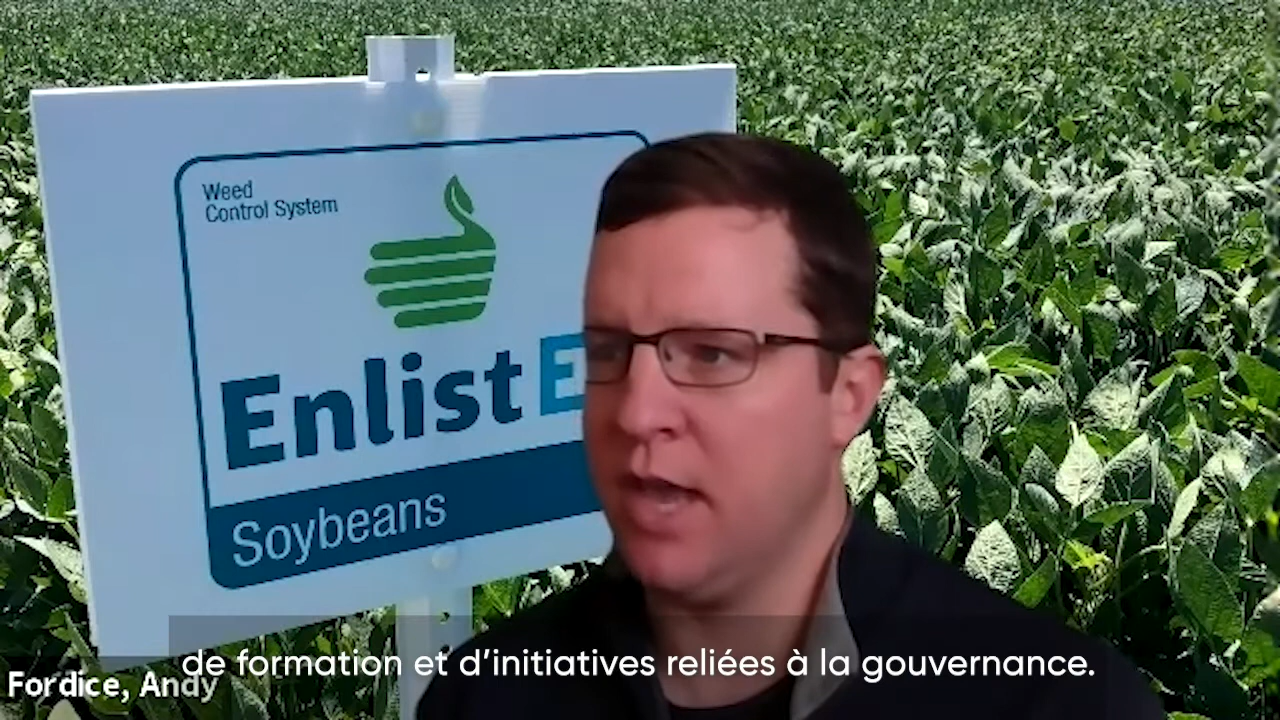 Weed
Control System
Enlist E
Soybeans
de formation et d’initiatives reliées à la gouvernance.
Fordice, Andy